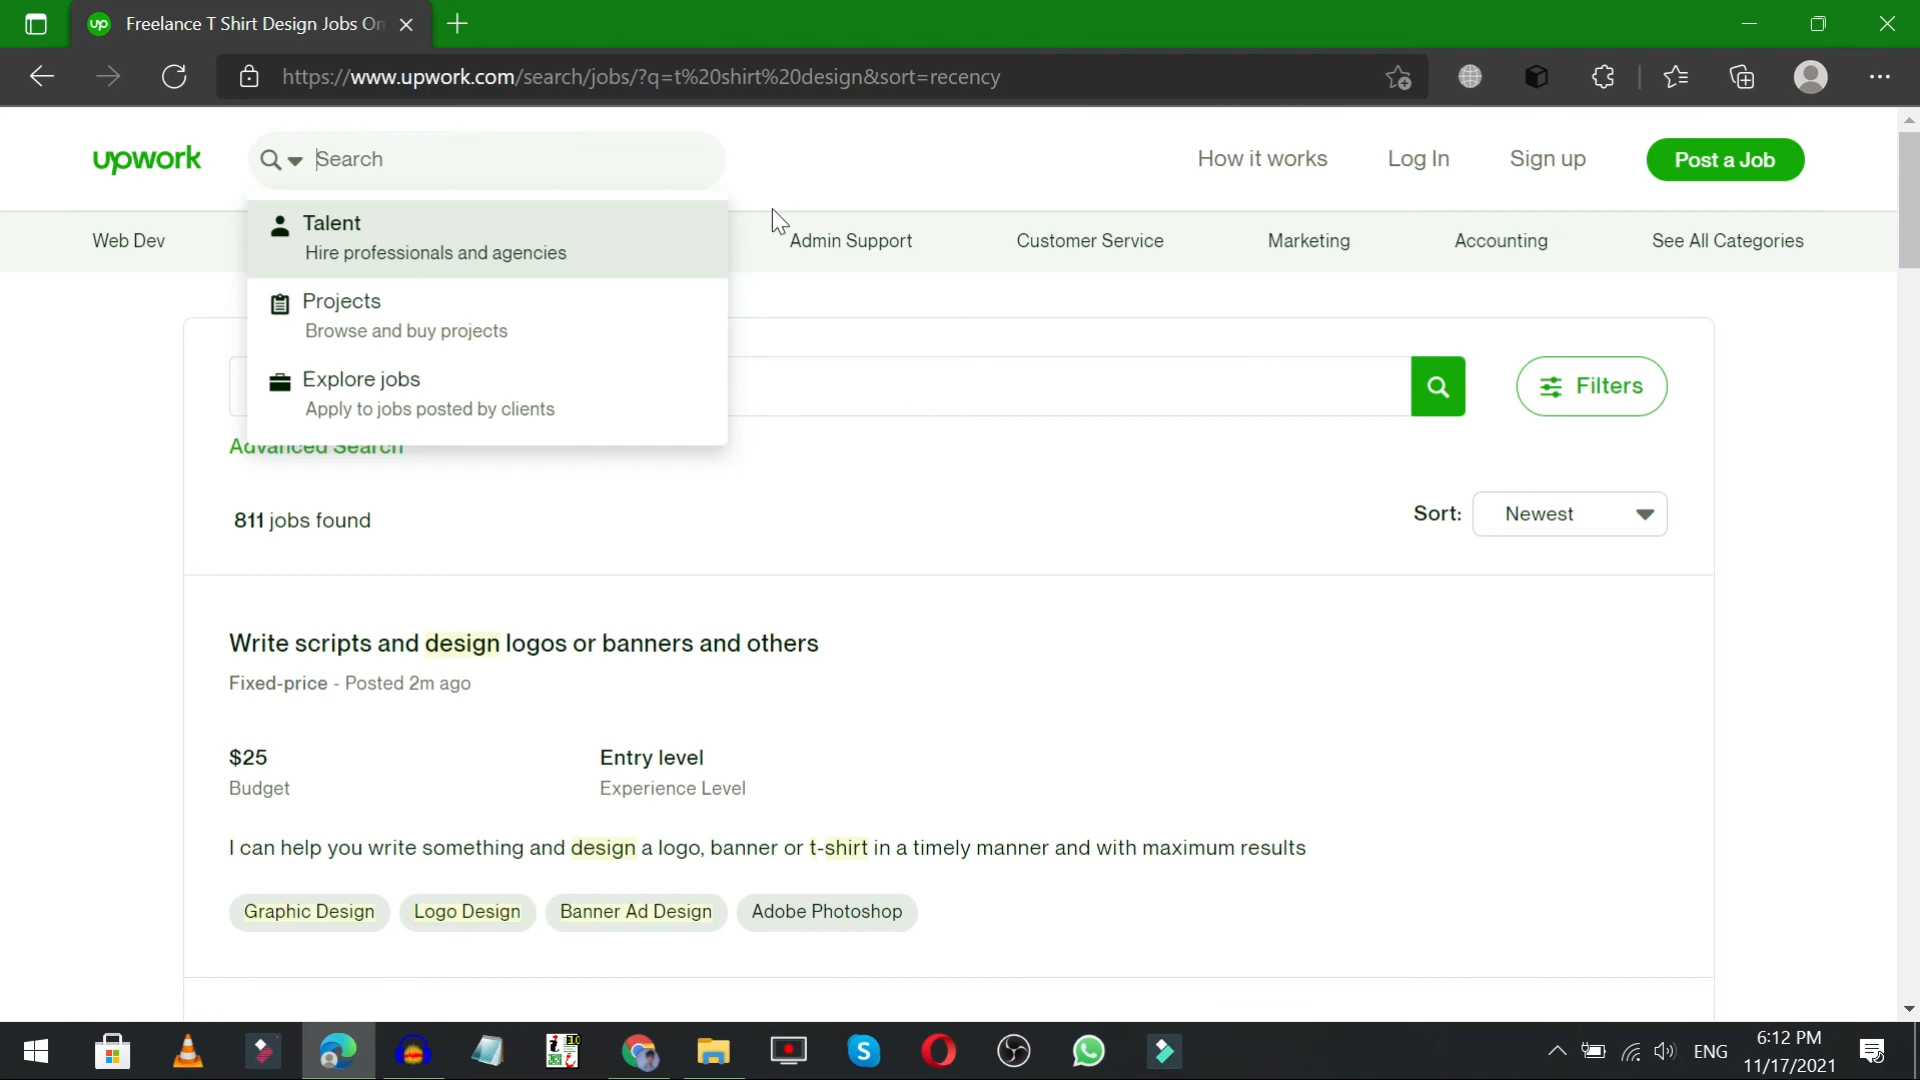 Freelance T Shirt Design Jobs On
https://www.upwork.com/search/jobs/?q=t%20shirt%20design&sort=recency
upwork
Search
How it works
Log In
Sign up
Post a Job
Talent
Hire professionals and agencies
Projects
Browse and buy projects
Explore jobs
Apply to jobs posted by clients
Web Dev
Admin Support
Customer Service
Marketing
Accounting
See All Categories
Filters
Advanced Search
811 jobs found
Sort:
Newest
Write scripts and design logos or banners and others
Fixed-price - Posted 2m ago
$25
Budget
Entry level
Experience Level
I can help you write something and design a logo, banner or t-shirt in a timely manner and with maximum results
Graphic Design
Logo Design
Banner Ad Design
Adobe Photoshop
ENG
6:12 PM
11/17/2021